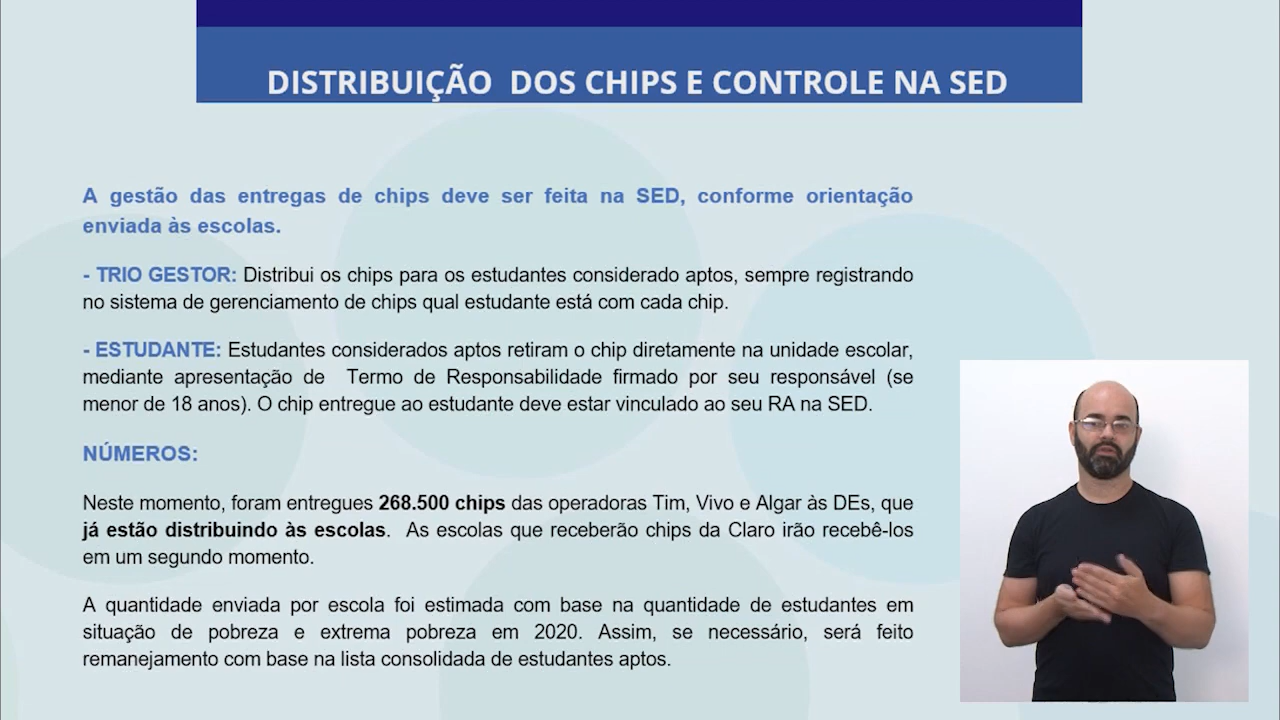 DISTRIBUIÇÃO  DOS CHIPS E CONTROLE NA SED
A gestão das entregas de chips deve ser feita na SED, conforme orientação
enviada às escolas.
- TRIO GESTOR: Distribui os chips para os estudantes considerado aptos, sempre registrando
no sistema de gerenciamento de chips qual estudante está com cada chip.
- ESTUDANTE: Estudantes considerados aptos retiram o chip diretamente na unidade escolar,
mediante apresentação de  Termo de Responsabilidade firmado por seu responsável (se
menor de 18 anos). O chip entregue ao estudante deve estar vinculado ao seu RA na SED.
NÚMEROS:
Neste momento, foram entregues 268.500 chips das operadoras Tim, Vivo e Algar às DEs, que
já estão distribuindo às escolas.  As escolas que receberão chips da Claro irão recebê-los
em um segundo momento.
A quantidade enviada por escola foi estimada com base na quantidade de estudantes em
situação de pobreza e extrema pobreza em 2020. Assim, se necessário, será feito
remanejamento com base na lista consolidada de estudantes aptos.